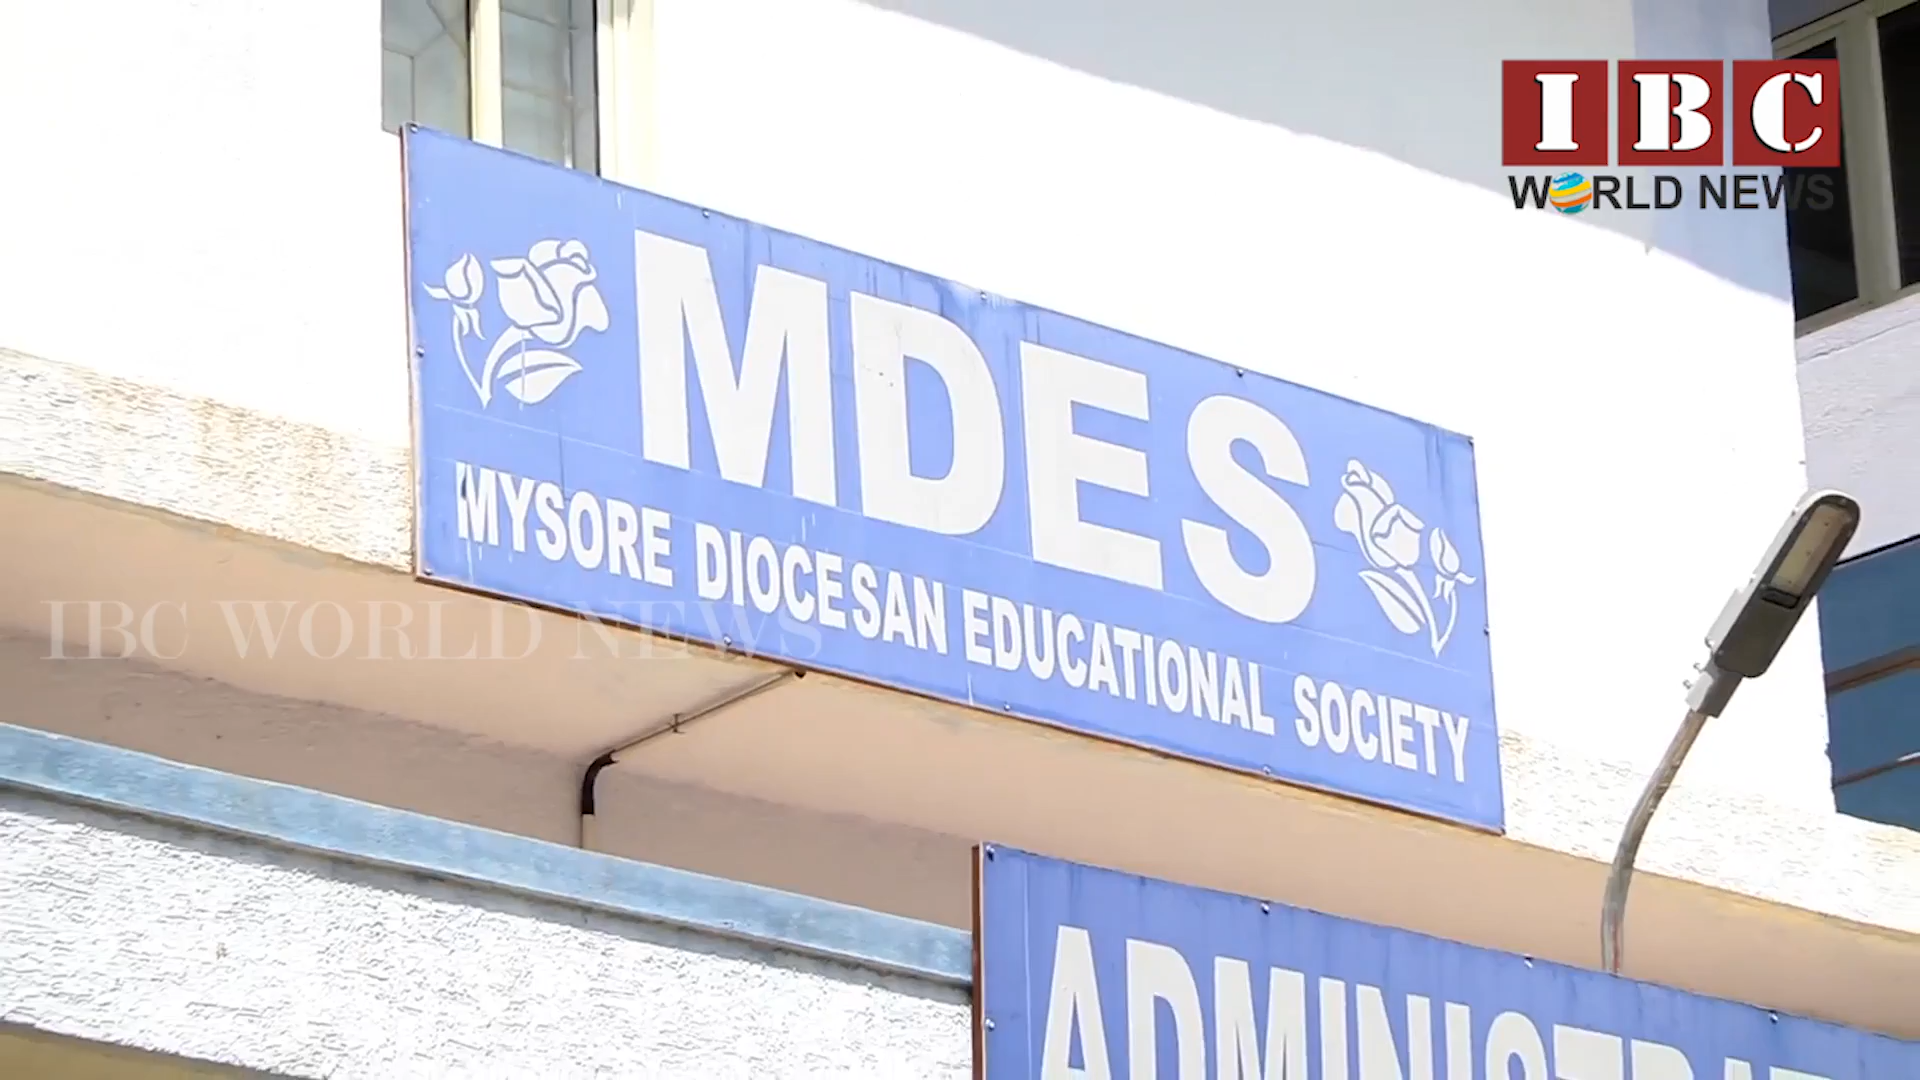 IBC
WORLD NEWS
MDES
MYSORE DIOCESAN EDUCATIONAL SOCIETY
IBC WORLD NEWS